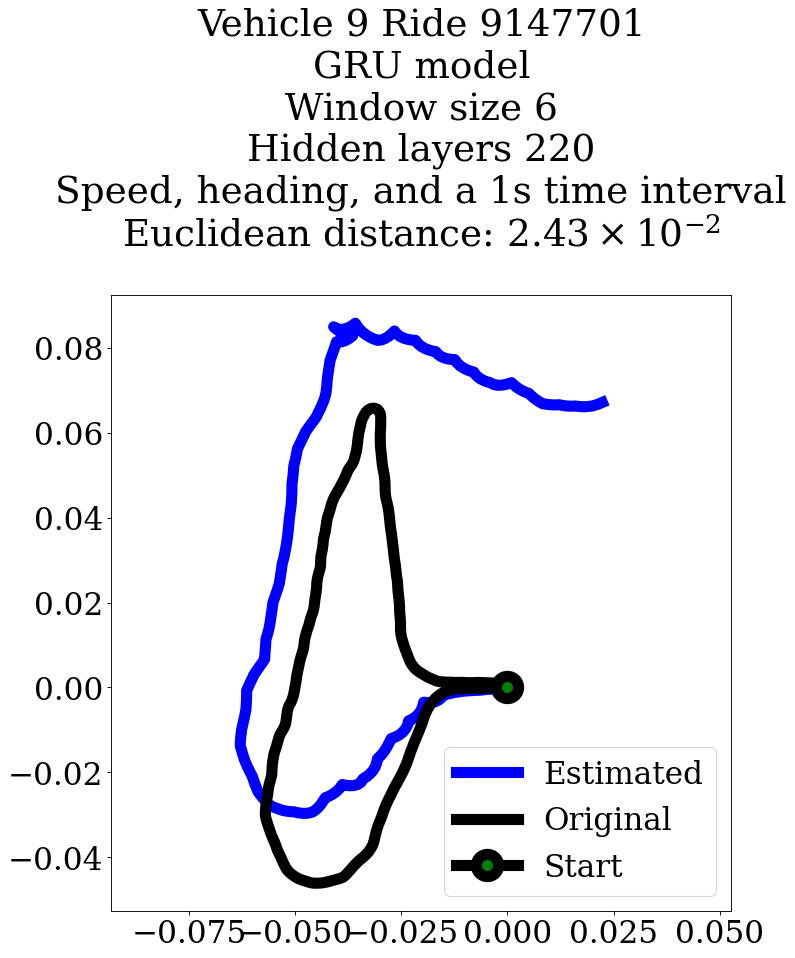 Vehicle 9 Ride 9147701
GRU model
Window size 6
Hidden layers 220
Speed, heading, and a 1s time interval
Euclidean distance: 2.43 × 10⁻²
0.08
0.06
0.04
0.02
0.00
−0.02
−0.04
Estimated
Original
Start
−0.075 −0.050 −0.025 0.000 0.025 0.050